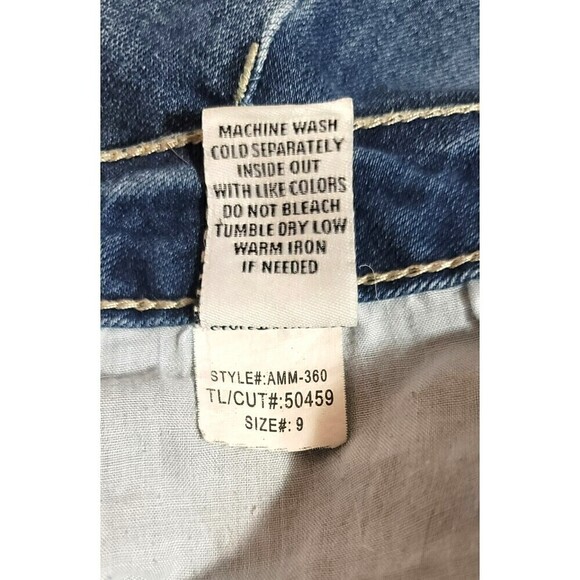 MACHINE WASH
COLD SEPARATELY
INSIDE OUT
WITH LIKE COLORS
DO NOT BLEACH
TUMBLE DRY LOW
WARM IRON
IF NEEDED
STYLE#:AMM-360
TL/CUT#:50459
SIZE#: 9